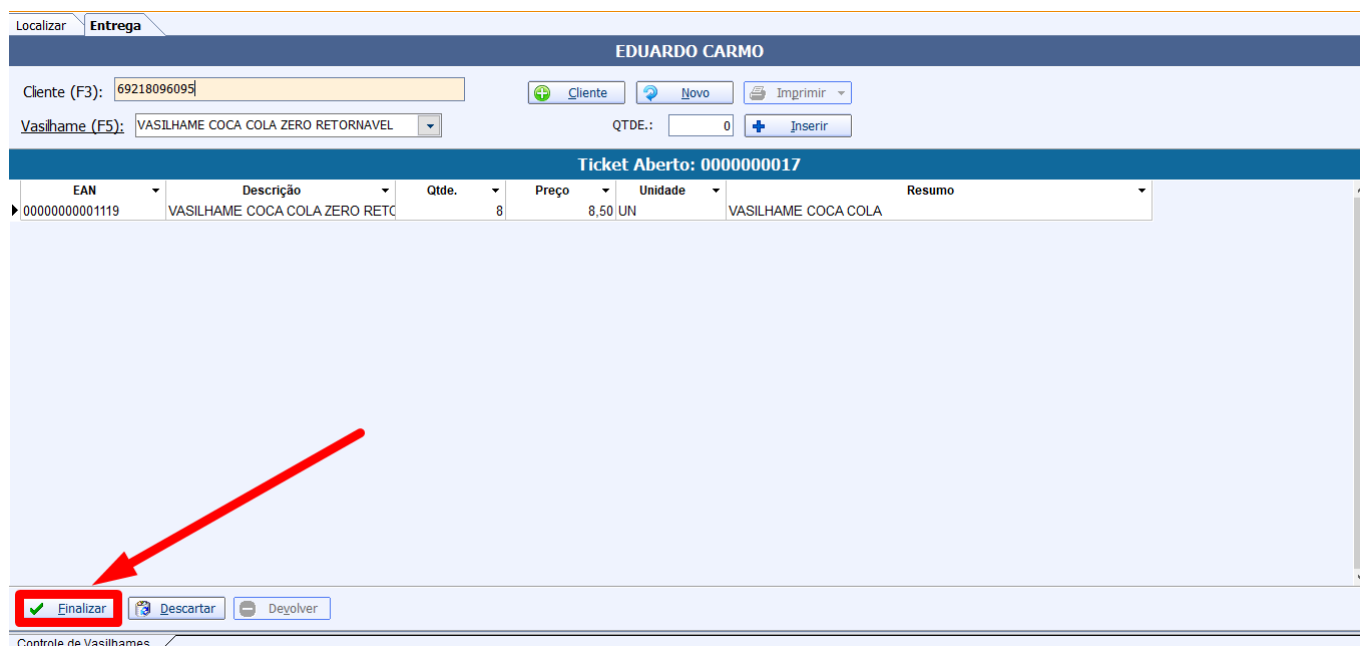 Localizar Entrega
EDUARDO CARMO
Cliente (F3): 69218096095 Cliente Novo Imprimir
Vasilhame (F5): VASILHAME COCA COLA ZERO RETORNAVEL QTDE.: 0 Inserir
Ticket Aberto: 0000000017
EAN Descrição Qtde. Preço Unidade Resumo
00000000001119 VASILHAME COCA COLA ZERO RETO 8 8,50 UN VASILHAME COCA COLA
Finalizar Descartar Devolver
Controle de Vasilhames